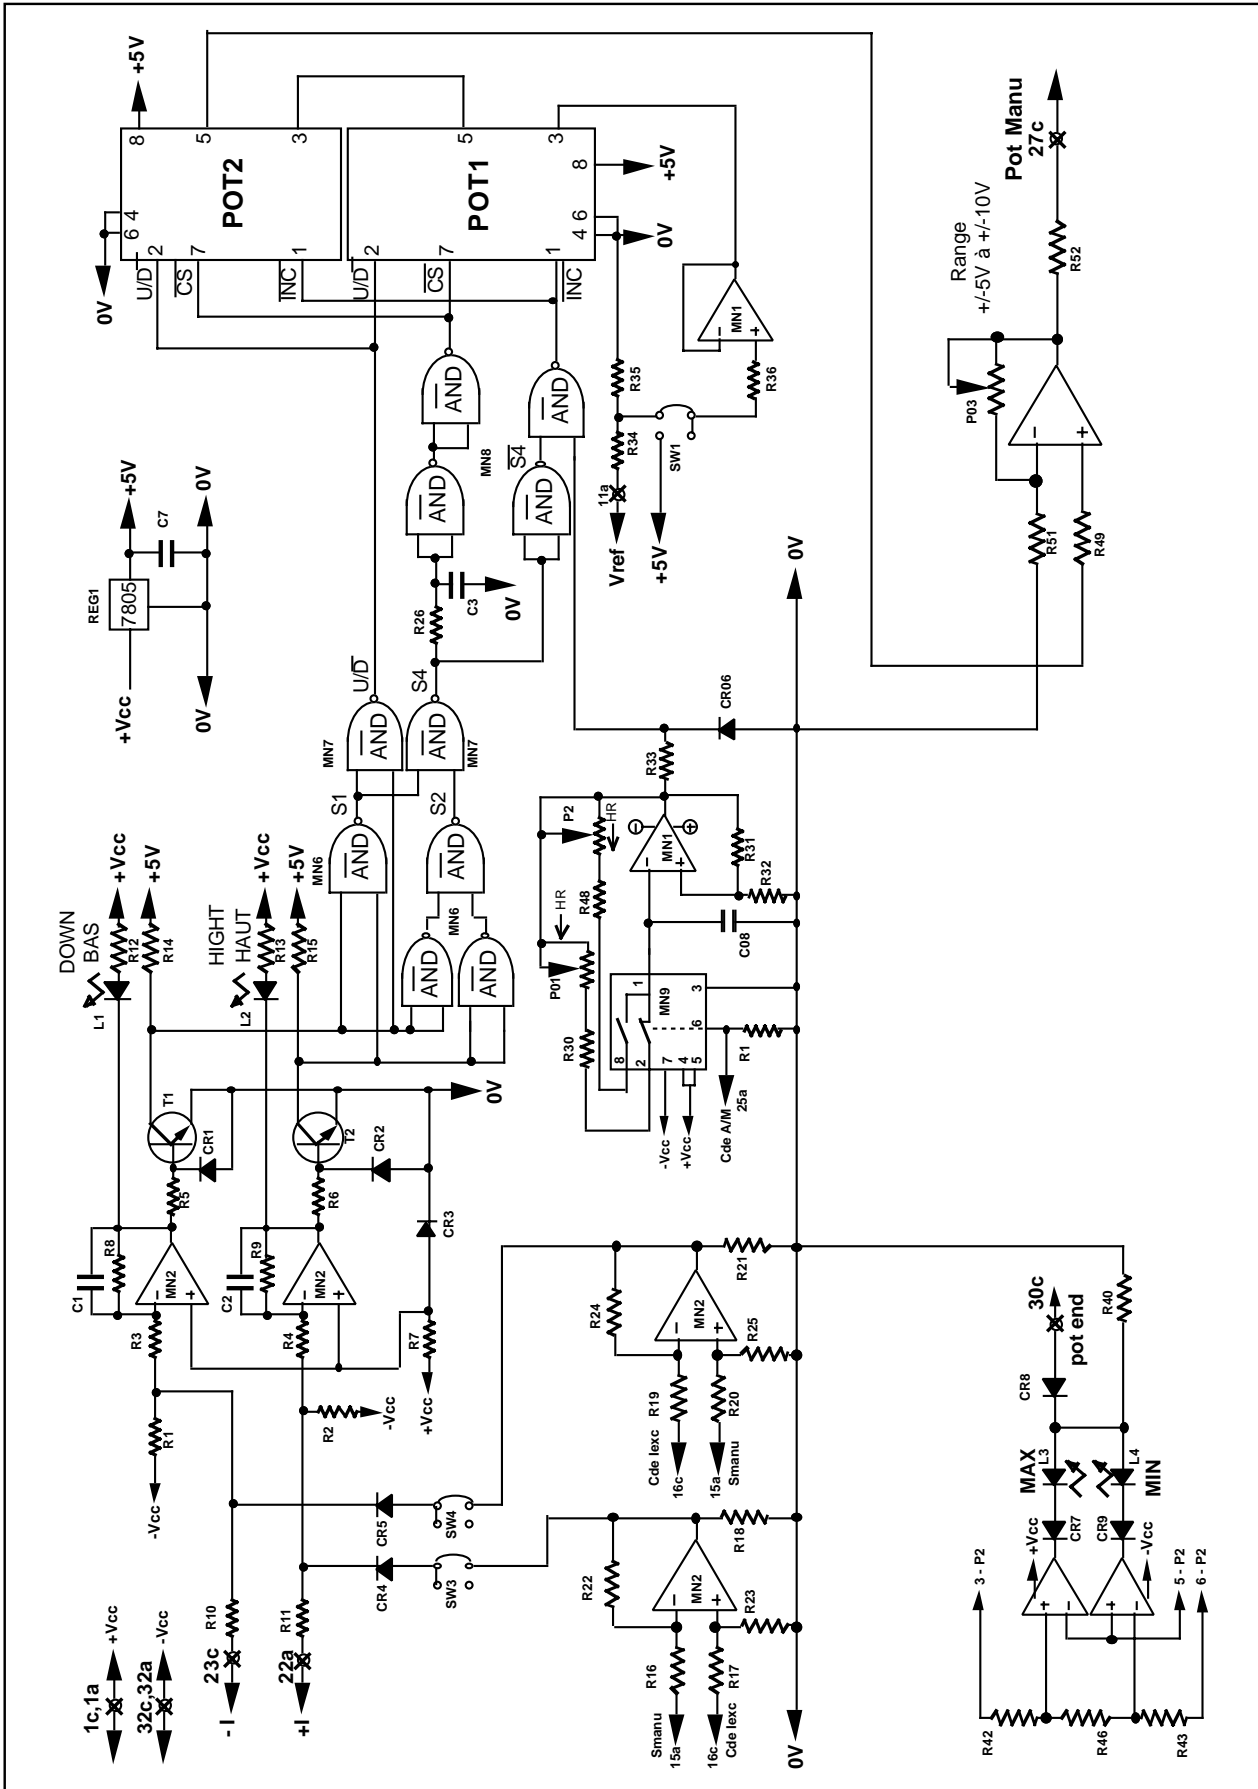 1c,1a
+Vcc
32c,32a
-Vcc
- I
23c
R10
+I
22a
R11
-Vcc
R1
R2
-Vcc
C1
R8
R3
MN2
R5
T1
CR1
L1
R12
+Vcc
DOWN
BAS
R14
+5V
C2
R9
R4
MN2
R6
T2
CR2
L2
R13
+Vcc
HIGHT
HAUT
R15
+5V
R7
+Vcc
CR3
0V
CR5
SW4
CR4
SW3
+Vcc
REG1
7805
+5V
C7
0V
0V
MN6
AND
S1
AND
S2
MN6
AND
AND
MN7
AND
U/D
AND
MN7
S4
R26
C3
0V
AND
MN8
AND
AND
S4
AND
0V
6
4
8
+5V
U/D
2
CS
7
INC
1
POT2
5
3
U/D
2
CS
7
INC
1
POT1
5
3
4
6
8
0V
+5V
Vref
11a
R34
R35
+5V
SW1
R36
MN1
P01
HR
R30
P2
HR
R48
MN1
R33
R31
R32
C08
CR06
MN9
8
2
7
4
5
1
6
3
-Vcc
+Vcc
Cde A/M
25a
R1
0V
Smanu
15a
R16
16c
Cde Iexc
R17
R22
MN2
R23
R18
Cde Iexc
16c
R19
15a
Smanu
R20
R24
MN2
R25
R21
0V
R51
R49
P03
Range
+/-5V à +/-10V
R52
Pot Manu
27c
R42
R46
R43
3 - P2
5 - P2
6 - P2
+Vcc
-Vcc
CR7
CR9
MAX
L3
L4
MIN
CR8
30c
pot end
R40